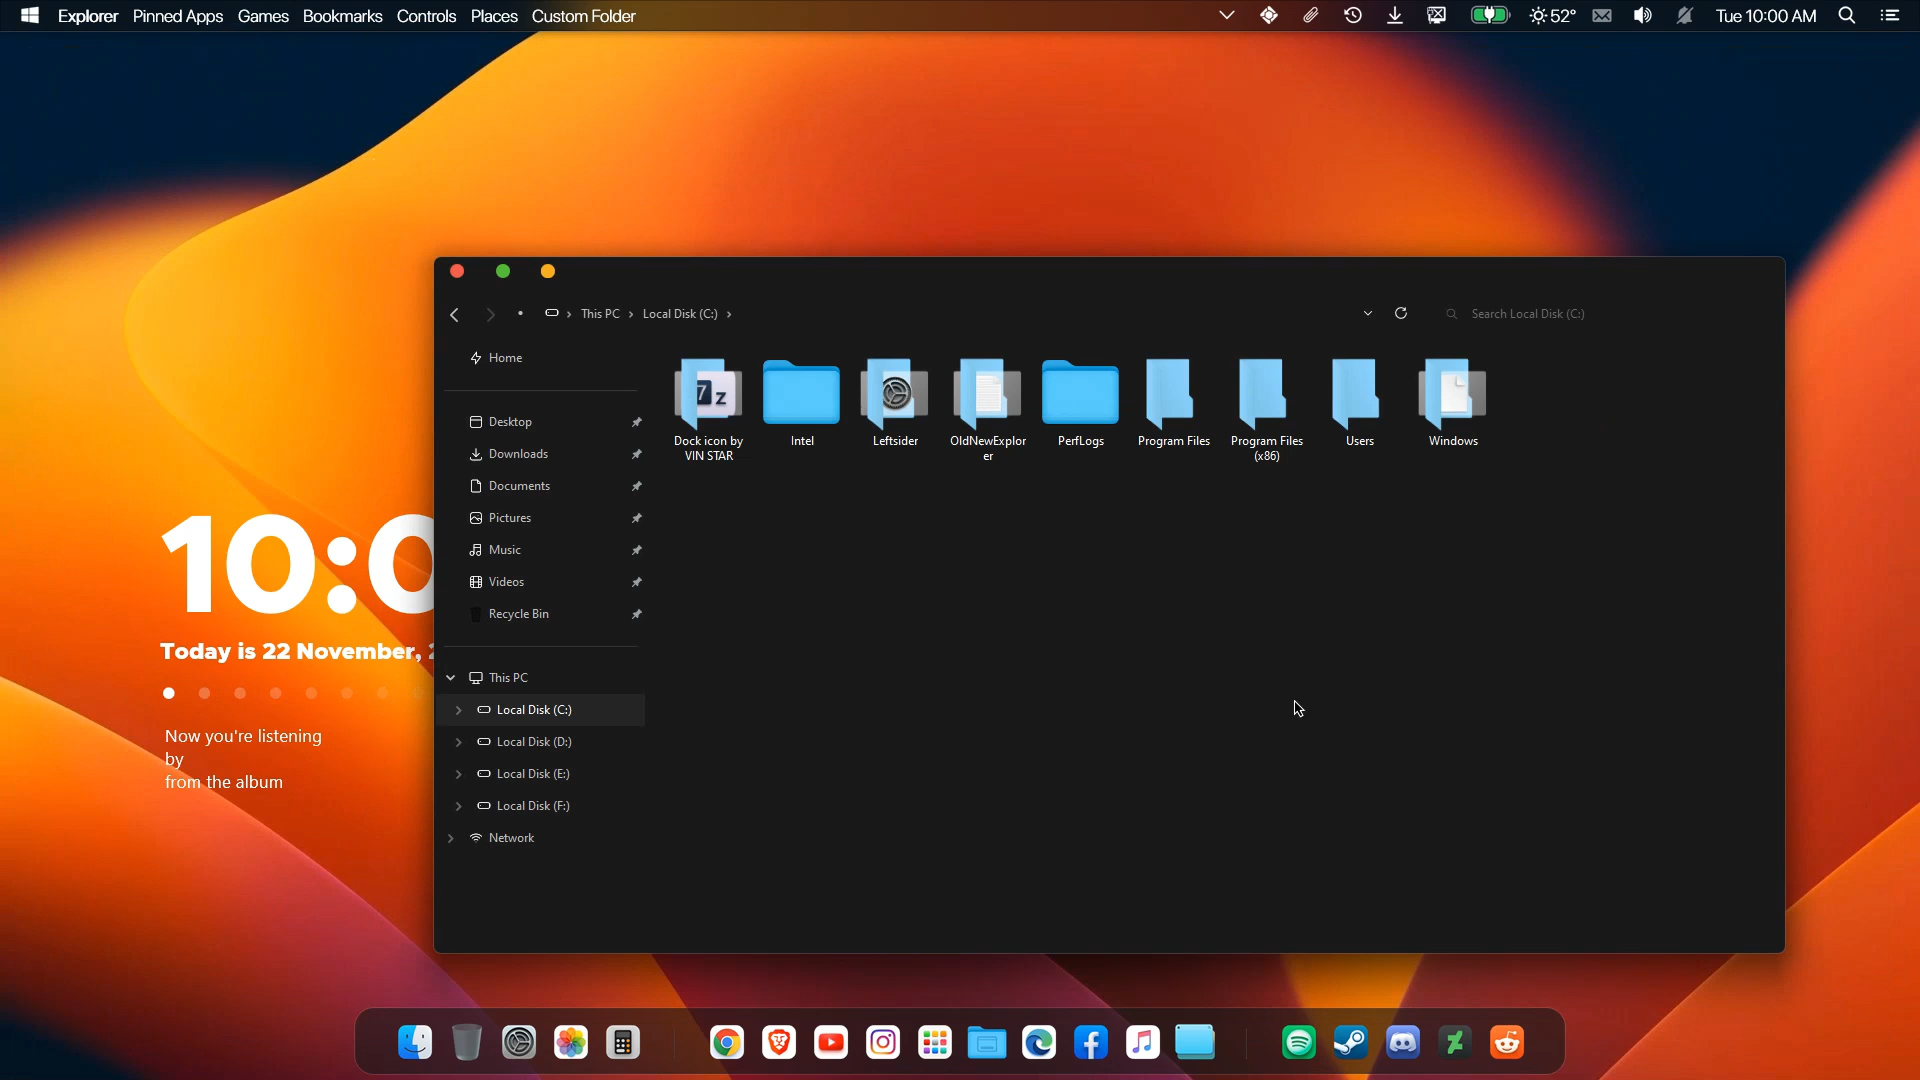 Explorer Pinned Apps Games Bookmarks Controls Places Custom Folder
52° Tue 10:00 AM
This PC Local Disk (C:)
Search Local Disk (C:)
Home
Desktop
Downloads
Documents
Pictures
Music
Videos
Recycle Bin
This PC
Local Disk (C:)
Local Disk (D:)
Local Disk (E:)
Local Disk (F:)
Network
7z
Dock icon by
VIN STAR
Intel
Leftsider
OldNewExplor
er
PerfLogs
Program Files
Program Files
(x86)
Users
Windows
10:0
Today is 22 November,
Now you're listening
by
from the album